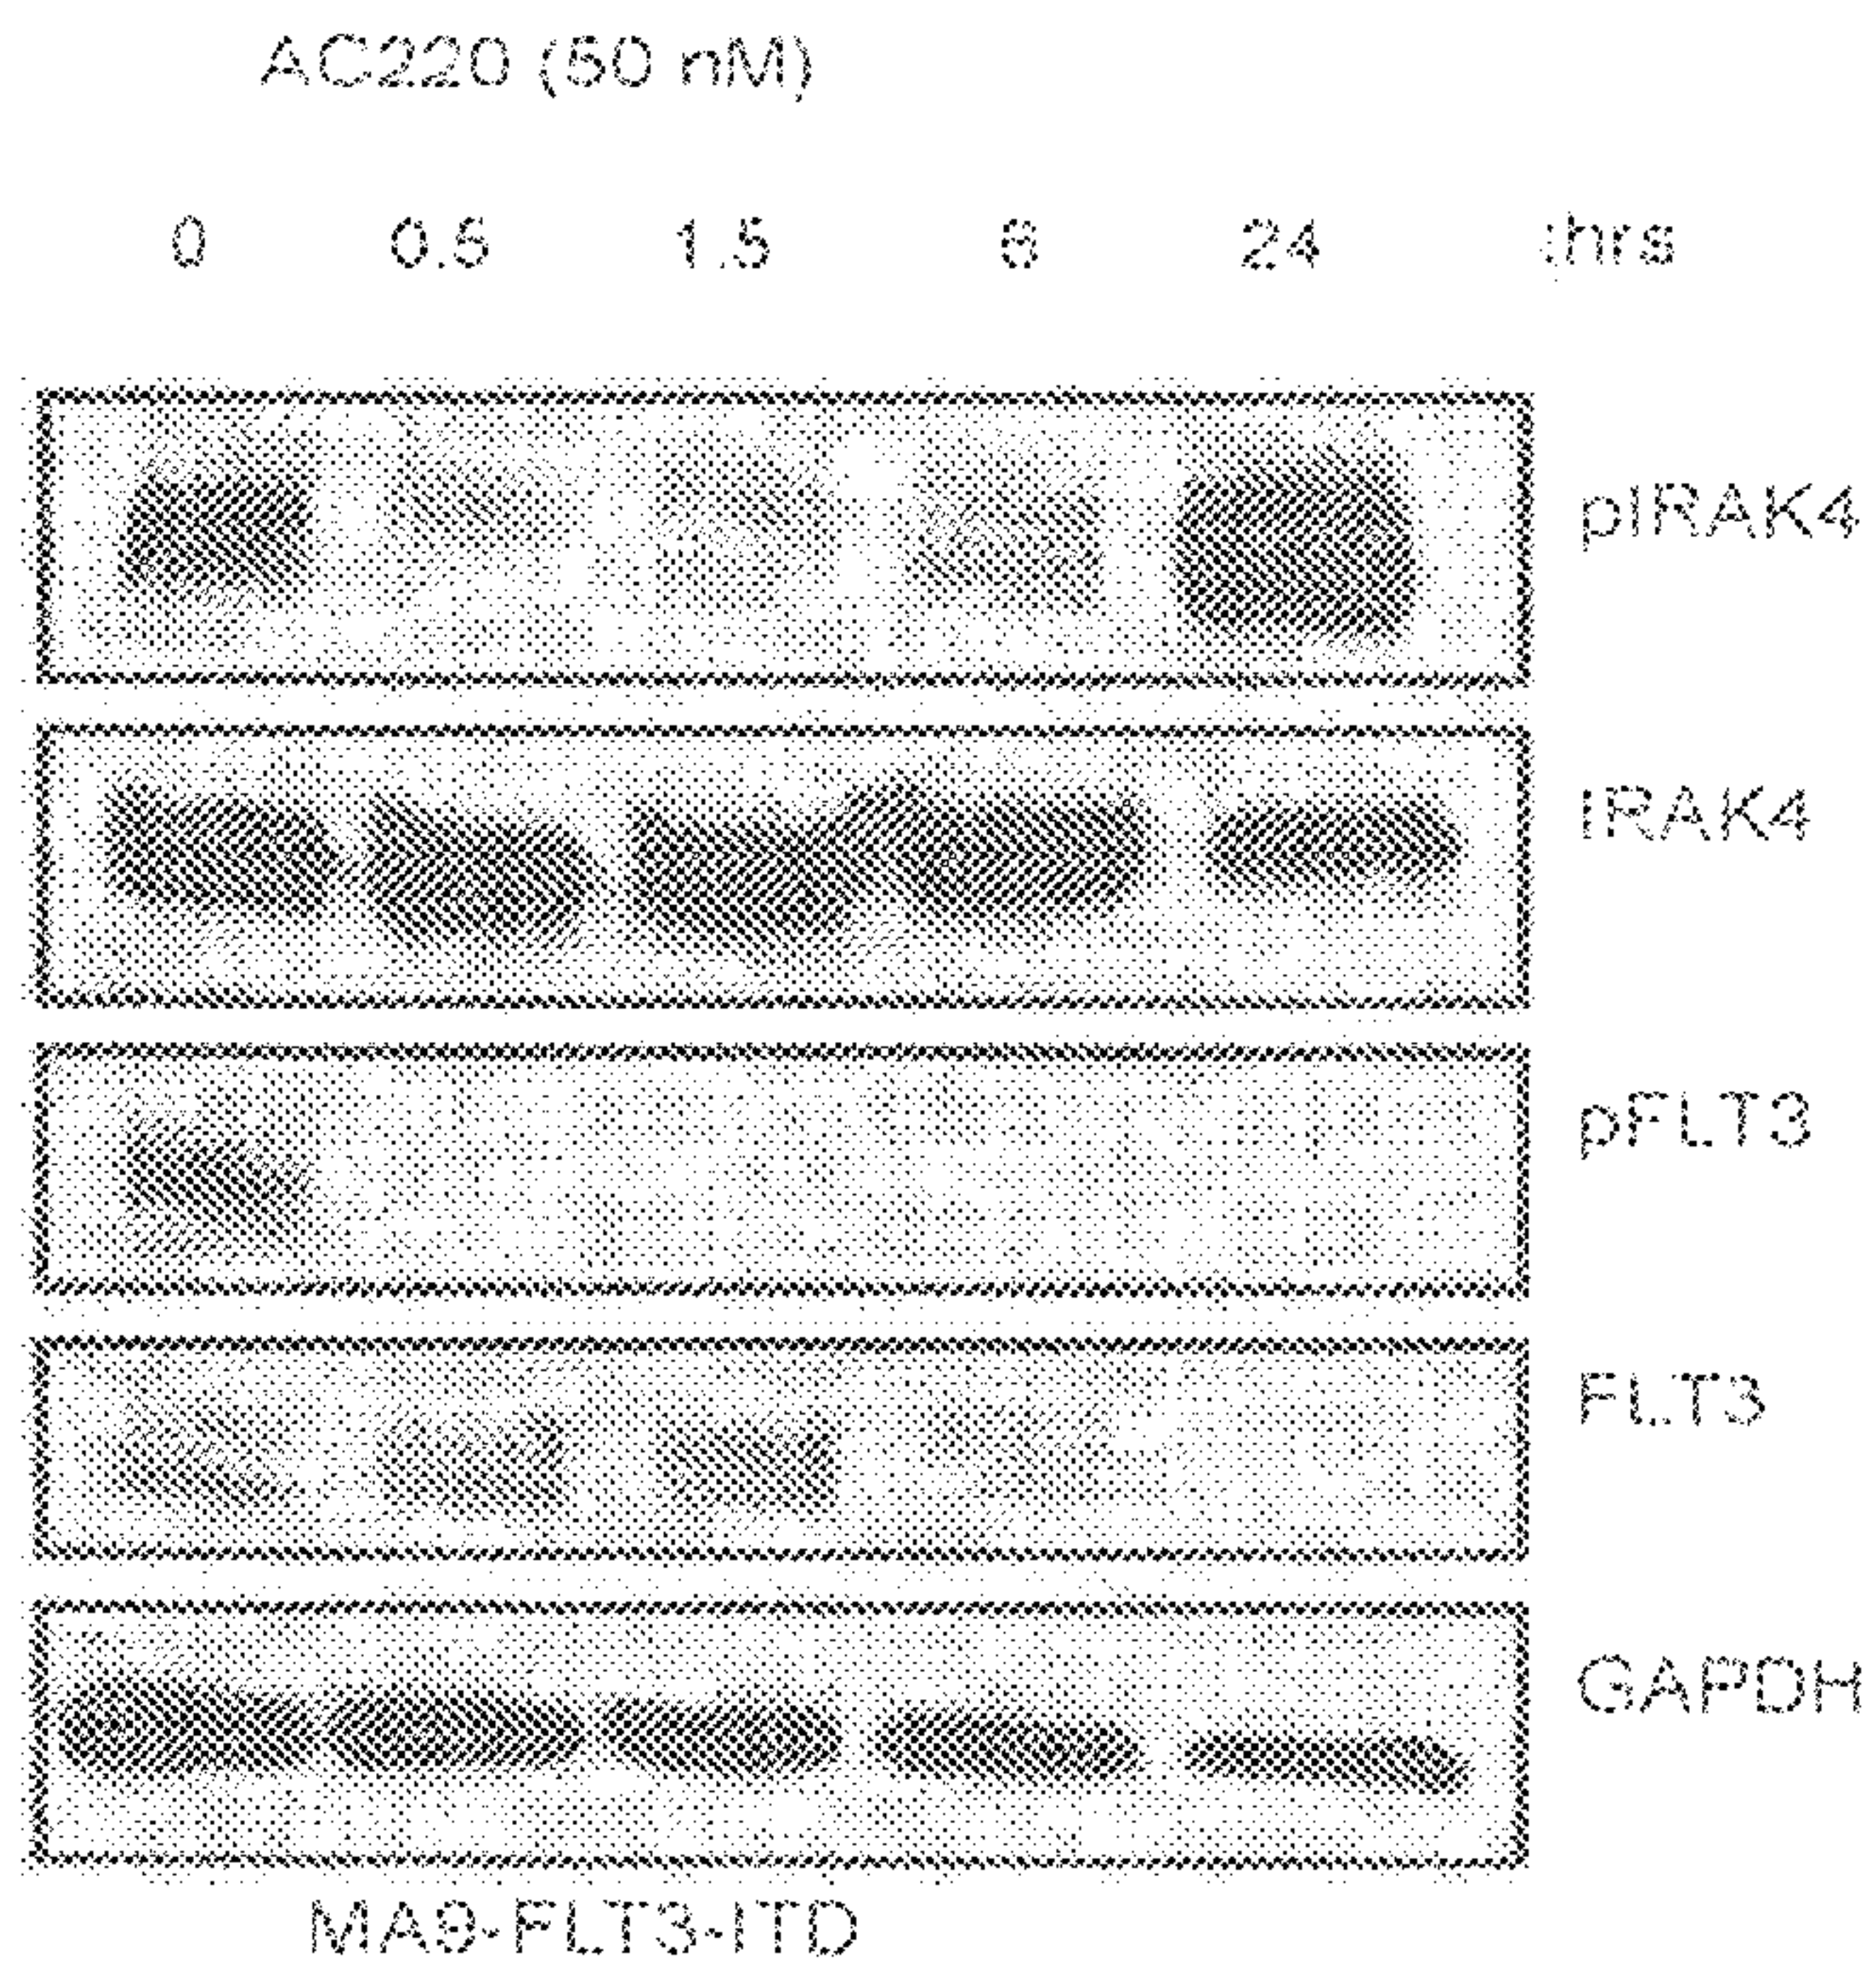 AC220 (50 nM)
0 0.5 1.5 6 24 hrs
pIRAK4
IRAK4
pFLT3
FLT3
GAPDH
MA9-FLT3-ITD